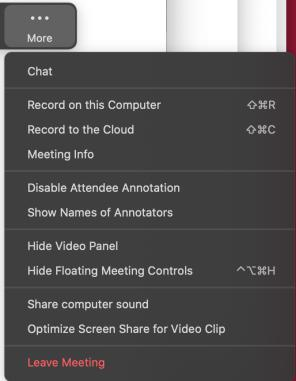 More
Chat
Record on this Computer ⇧⌘R
Record to the Cloud ⇧⌘C
Meeting Info
Disable Attendee Annotation
Show Names of Annotators
Hide Video Panel
Hide Floating Meeting Controls ^⌥⌘H
Share computer sound
Optimize Screen Share for Video Clip
Leave Meeting